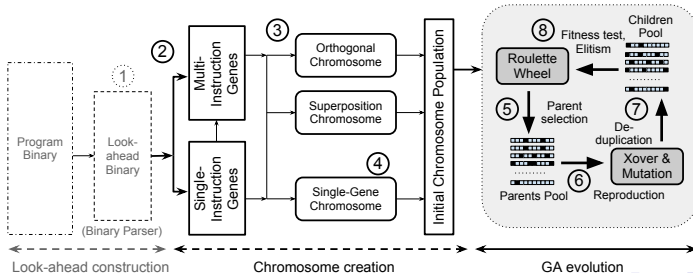 Program
Binary
1
Look-
ahead
Binary
(Binary Parser)
2
Multi-
Instruction
Genes
Single-
Instruction
Genes
3
Orthogonal
Chromosome
Superposition
Chromosome
4
Single-Gene
Chromosome
Initial Chromosome Population
8
Children
Pool
Fitness test,
Elitism
Roulette
Wheel
5
Parent
selection
7
De-
duplication
Parents Pool
6
Xover &
Mutation
Reproduction
Look-ahead construction
Chromosome creation
GA evolution